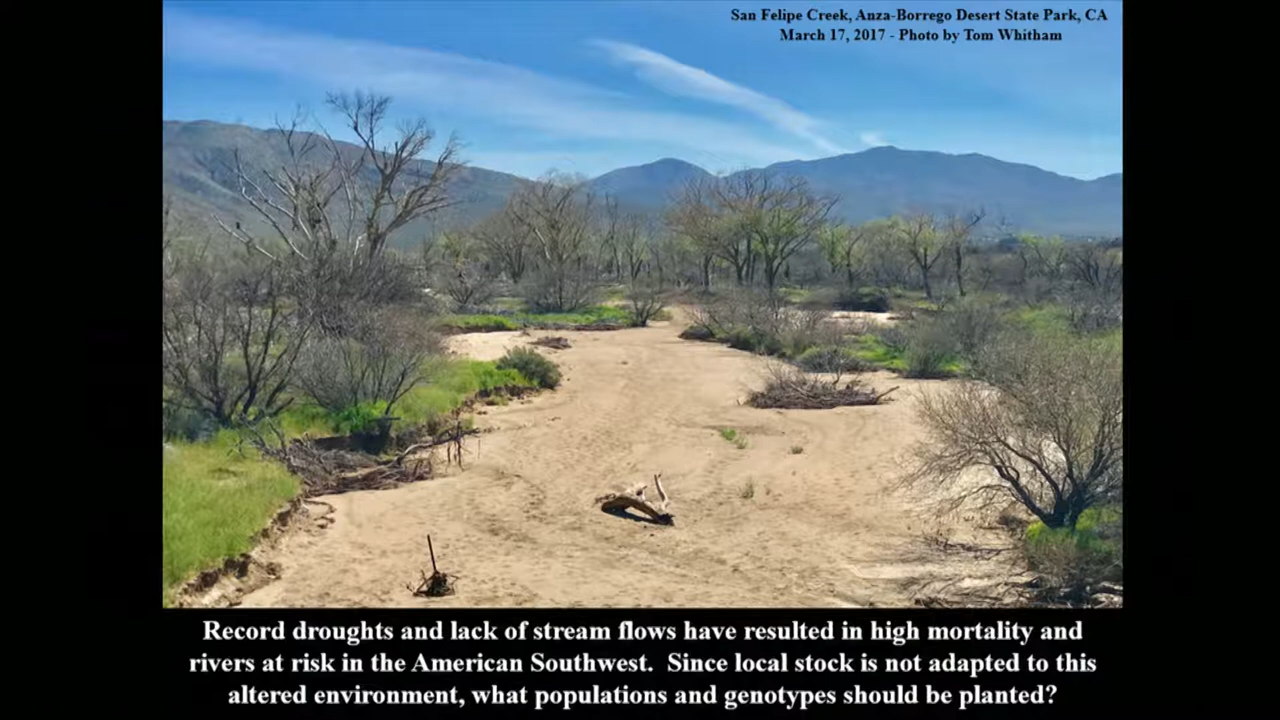 San Felipe Creek, Anza-Borrego Desert State Park, CA
March 17, 2017 - Photo by Tom Whitham
Record droughts and lack of stream flows have resulted in high mortality and
rivers at risk in the American Southwest.  Since local stock is not adapted to this
altered environment, what populations and genotypes should be planted?